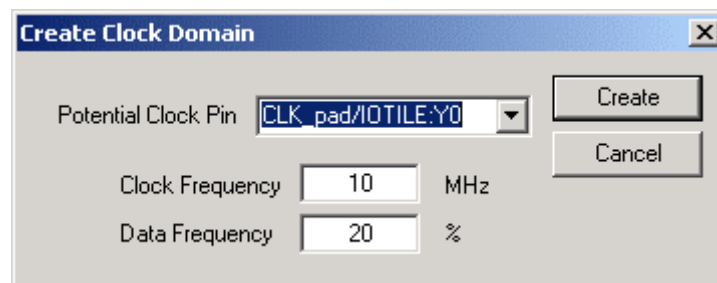 Create Clock Domain
Potential Clock Pin CLK_pad/IOTILE:Y0 Create
Cancel
Clock Frequency 10 MHz
Data Frequency 20 %